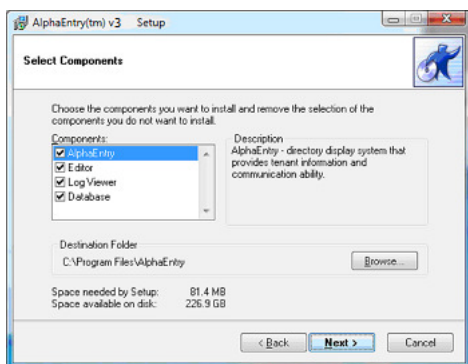 AlphaEntry(tm) v3 Setup
Select Components
Choose the components you want to install and remove the selection of the
components you do not want to install.
Components:
AlphaEntry
Editor
Log Viewer
Database
Description
AlphaEntry - directory display system that
provides tenant information and
communication ability.
Destination Folder
C:\Program Files\AlphaEntry
Browse...
Space needed by Setup: 81.4 MB
Space available on disk: 226.9 GB
< Back Next > Cancel